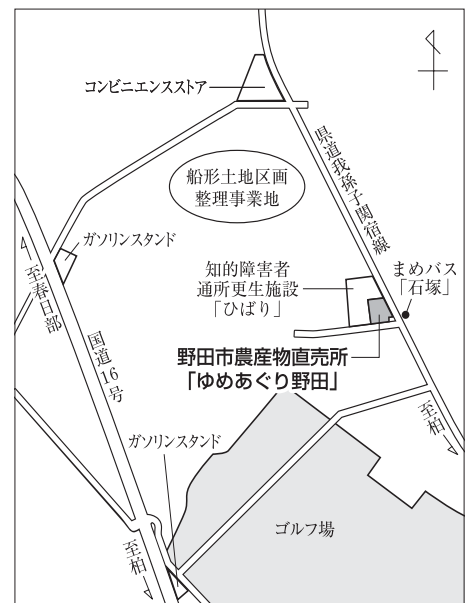 コンビニエンスストア
県道我孫子関宿線
船形土地区画
整理事業地
ガソリンスタンド
至春日部
国道16号
知的障害者
通所更生施設
「ひばり」
まめバス
「石塚」
野田市農産物直売所
「ゆめあぐり野田」
至柏
ガソリンスタンド
ゴルフ場
至柏